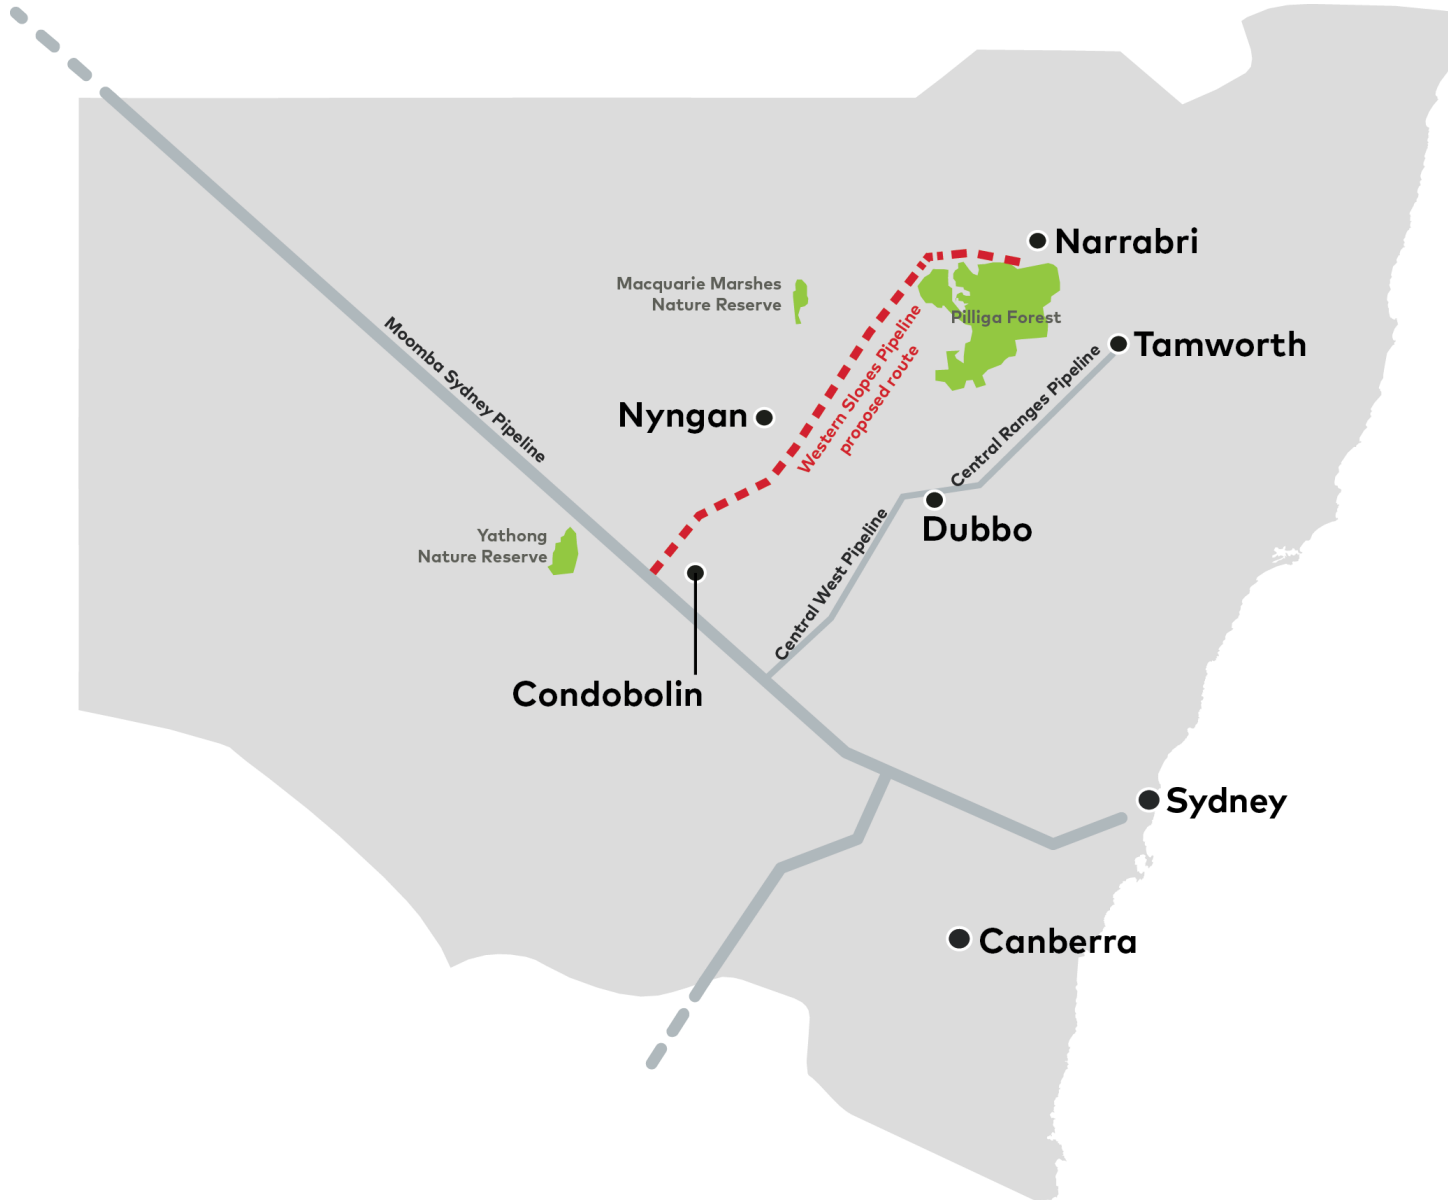 Narrabri
Macquarie Marshes
Nature Reserve
Pilliga Forest
Moomba Sydney Pipeline
Western Slopes Pipeline
proposed route
Tamworth
Nyngan
Central Ranges Pipeline
Dubbo
Yathong
Nature Reserve
Central West Pipeline
Condobolin
Sydney
Canberra